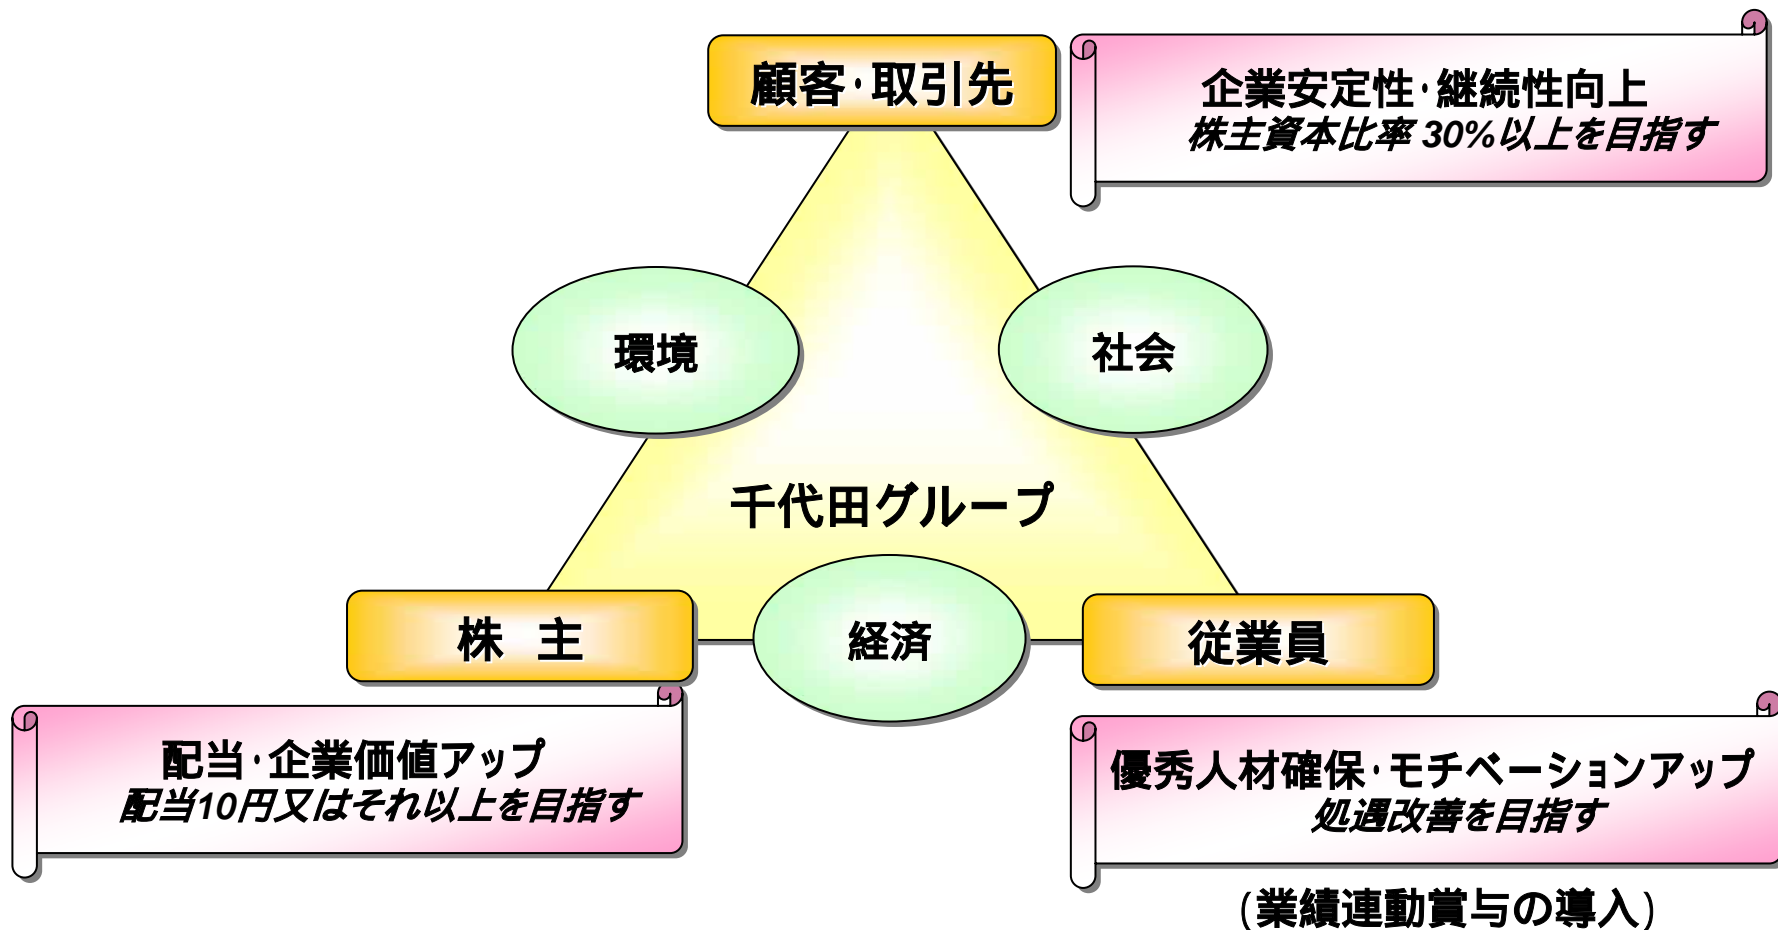 顧客・取引先
企業安定性・継続性向上
株主資本比率 30%以上を目指す
環境
社会
千代田グループ
株 主
経済
従業員
配当・企業価値アップ
配当10円又はそれ以上を目指す
優秀人材確保・モチベーションアップ
処遇改善を目指す
(業績連動賞与の導入)